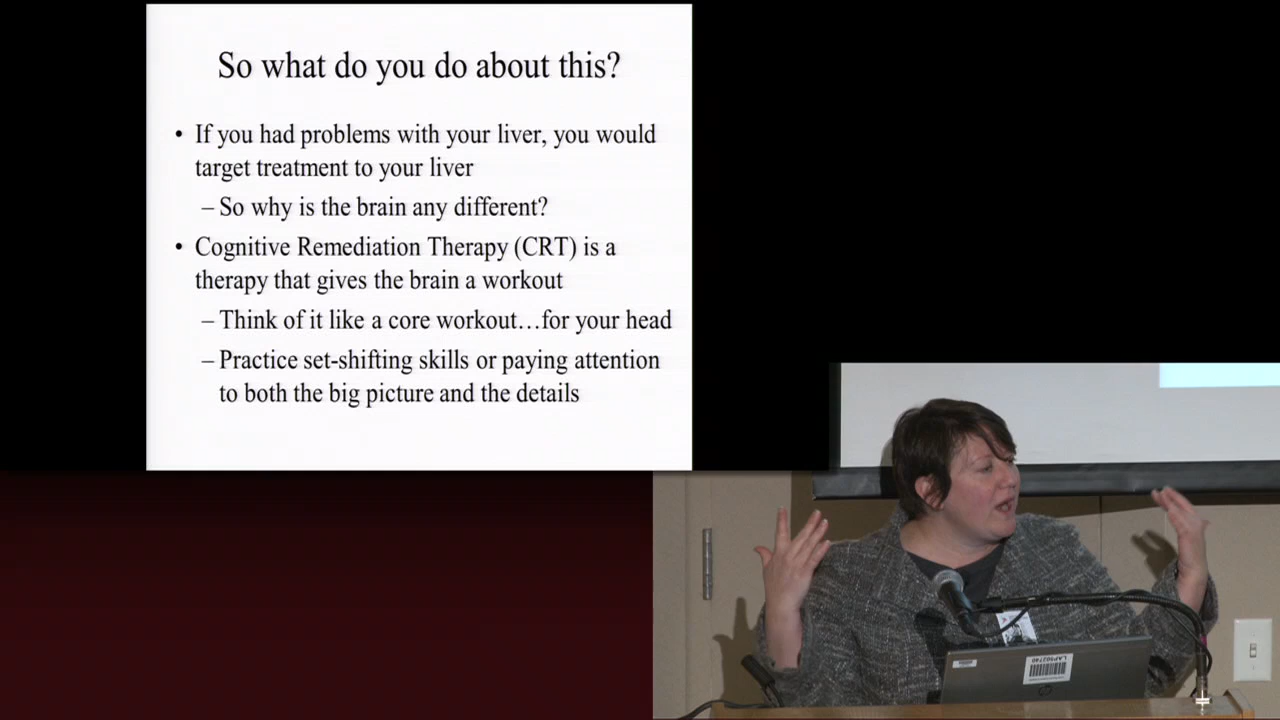 So what do you do about this?
• If you had problems with your liver, you would
target treatment to your liver
– So why is the brain any different?
• Cognitive Remediation Therapy (CRT) is a
therapy that gives the brain a workout
– Think of it like a core workout…for your head
– Practice set-shifting skills or paying attention
to both the big picture and the details
LAP502740
hp